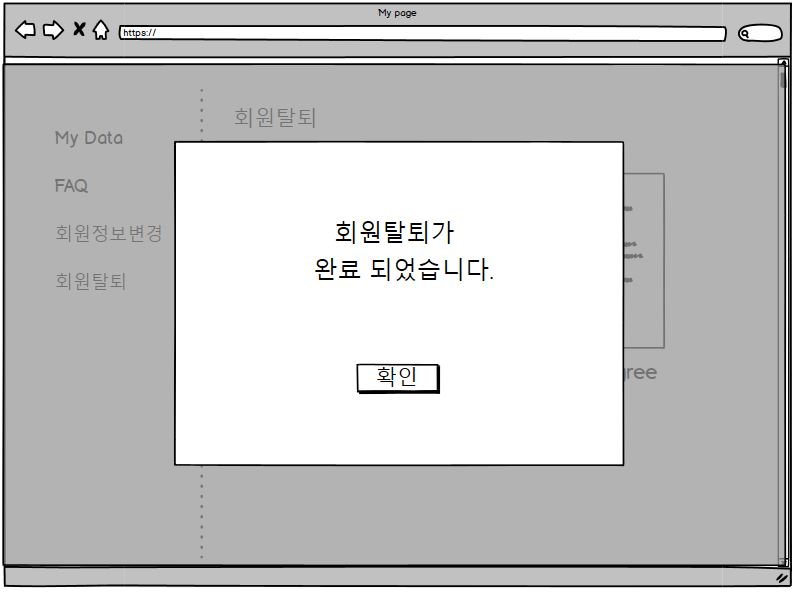 My page
https://
My Data
FAQ
회원정보변경
회원탈퇴
회원탈퇴
회원탈퇴가
완료 되었습니다.
확인